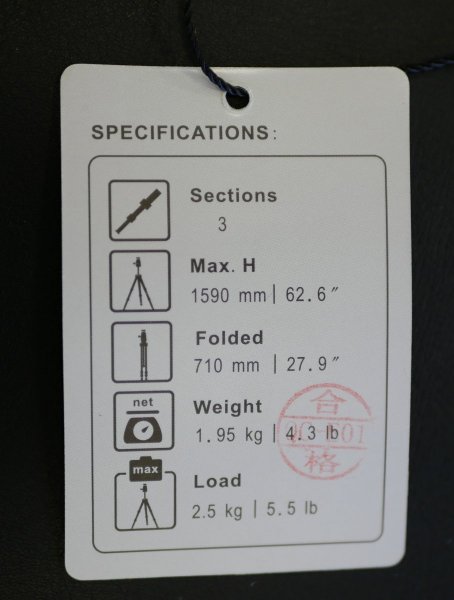 SPECIFICATIONS:
Sections
3
Max. H
1590 mm | 62.6″
Folded
710 mm | 27.9″
net
Weight
1.95 kg | 4.3 lb
合
格
max
Load
2.5 kg | 5.5 lb